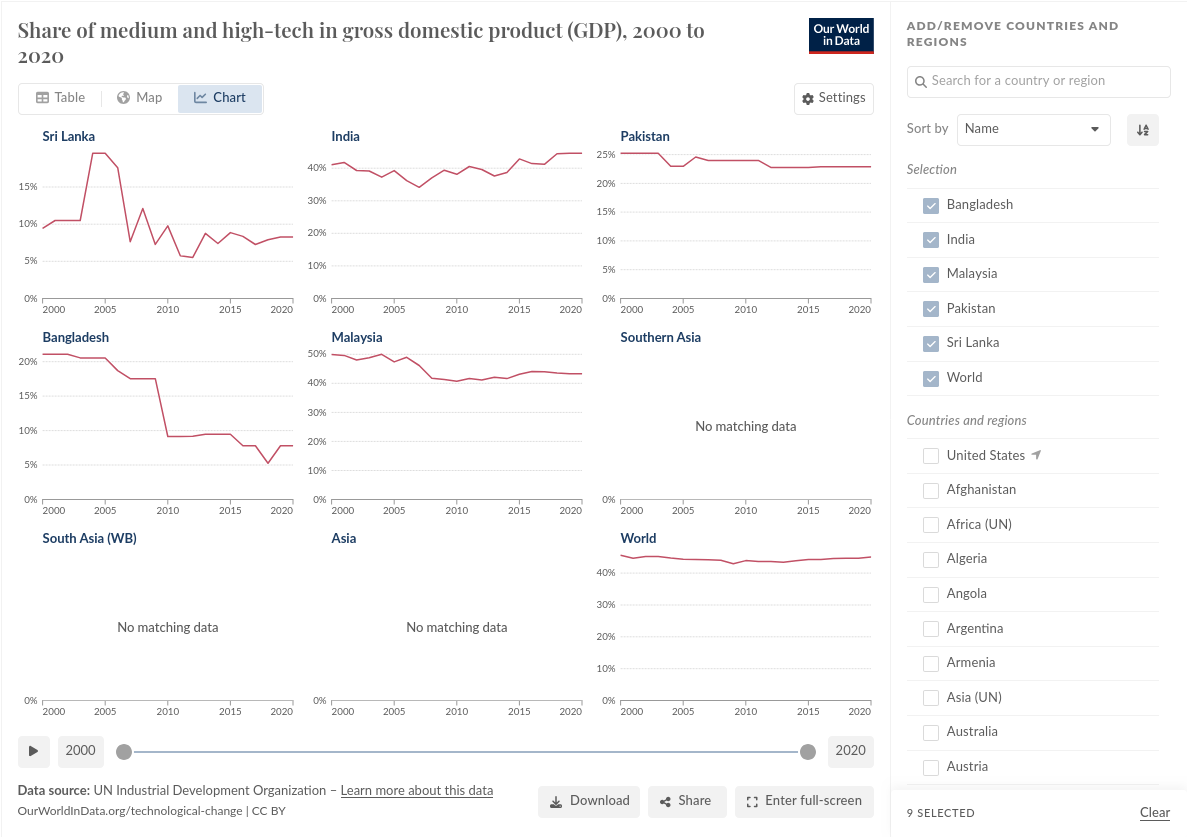 Share of medium and high-tech in gross domestic product (GDP), 2000 to
2020
Our World
in Data
Table
Map
Chart
Settings
Sri Lanka
15%
10%
5%
0%
2000 2005 2010 2015 2020
India
40%
30%
20%
10%
0%
2000 2005 2010 2015 2020
Pakistan
25%
20%
15%
10%
5%
0%
2000 2005 2010 2015 2020
Bangladesh
20%
15%
10%
5%
0%
2000 2005 2010 2015 2020
Malaysia
50%
40%
30%
20%
10%
0%
2000 2005 2010 2015 2020
Southern Asia
No matching data
0%
2000 2005 2010 2015 2020
South Asia (WB)
No matching data
0%
2000 2005 2010 2015 2020
Asia
No matching data
0%
2000 2005 2010 2015 2020
World
40%
30%
20%
10%
0%
2000 2005 2010 2015 2020
2000
2020
Data source: UN Industrial Development Organization – Learn more about this data
OurWorldInData.org/technological-change | CC BY
Download
Share
Enter full-screen
ADD/REMOVE COUNTRIES AND
REGIONS
Search for a country or region
Sort by
Name
Selection
Bangladesh
India
Malaysia
Pakistan
Sri Lanka
World
Countries and regions
United States
Afghanistan
Africa (UN)
Algeria
Angola
Argentina
Armenia
Asia (UN)
Australia
Austria
9 SELECTED
Clear